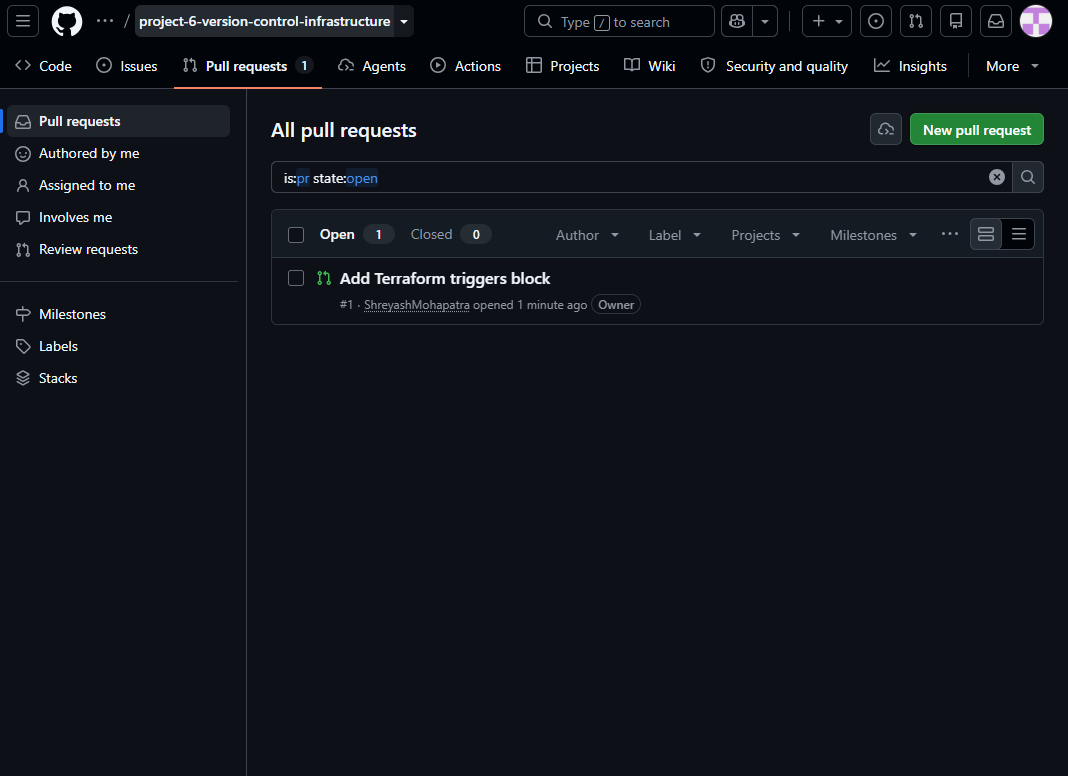 / project-6-version-control-infrastructure Type / to search
Code Issues Pull requests 1 Agents Actions Projects Wiki Security and quality Insights More
Pull requests
Authored by me
Assigned to me
Involves me
Review requests
Milestones
Labels
Stacks
All pull requests New pull request
is:pr state:open
Open 1 Closed 0 Author Label Projects Milestones
Add Terraform triggers block
#1 · ShreyashMohapatra opened 1 minute ago Owner